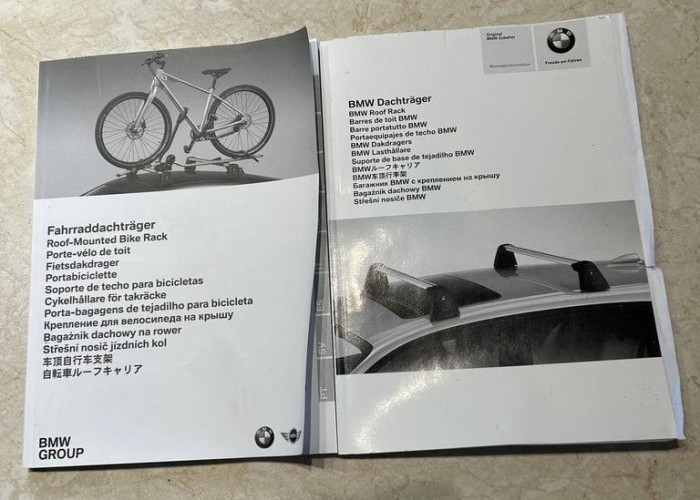 Fahrraddachträger
Roof-Mounted Bike Rack
Porte-vélo de toit
Fietsdakdrager
Portabiciclette
Soporte de techo para bicicletas
Cykelhållare för takräcke
Porta-bagagens de tejadilho para bicicleta
Крепление для велосипеда на крышу
Bagażnik dachowy na rower
Střešní nosič jízdních kol
车顶自行车支架
自転車ルーフキャリア
BMW
GROUP
ES
SV
PT
Original
BMW Zubehör
Montageinformation
BMW
Freude am Fahren
BMW Dachträger
BMW Roof Rack
Barres de toit BMW
Barre portatutto BMW
Portaequipajes de techo BMW
BMW Dakdragers
BMW Lasthållare
Suporte de base de tejadilho BMW
BMWルーフキャリア
BMW车顶行李架
Багажник BMW с креплением на крышу
Bagażnik dachowy BMW
Střešní nosiče BMW